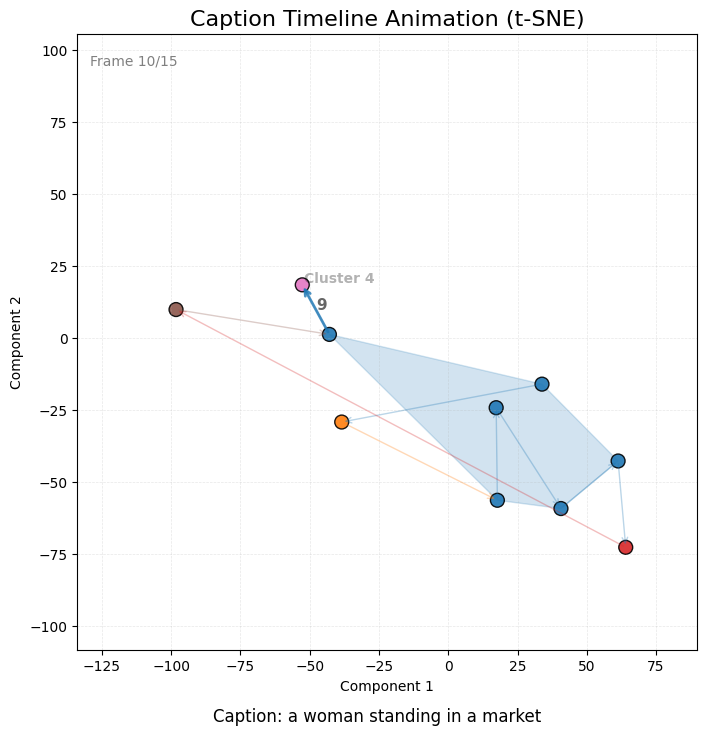 Caption Timeline Animation (t-SNE)
Frame 10/15
100
75
50
25
0
−25
−50
−75
−100
Component 2
Cluster 4
9
−125 −100 −75 −50 −25 0 25 50 75
Component 1
Caption: a woman standing in a market